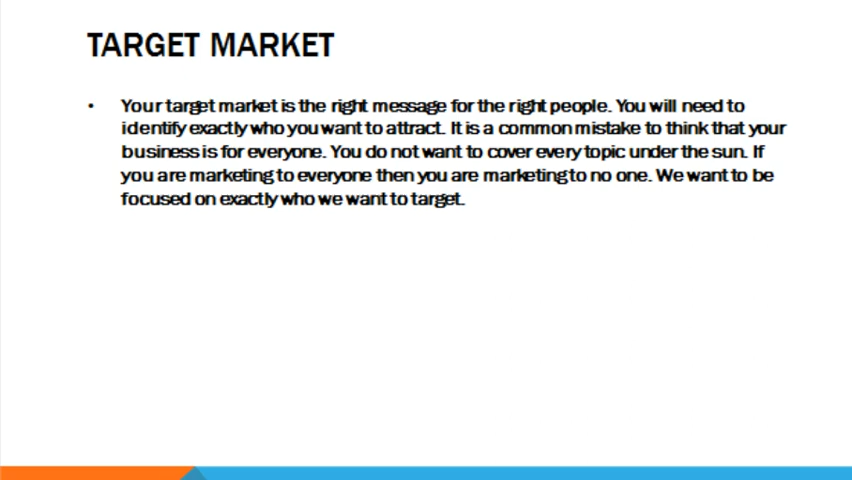 TARGET MARKET
• Your target market is the right message for the right people. You will need to
identify exactly who you want to attract. It is a common mistake to think that your
business is for everyone. You do not want to cover every topic under the sun. If
you are marketing to everyone then you are marketing to no one. We want to be
focused on exactly who we want to target.